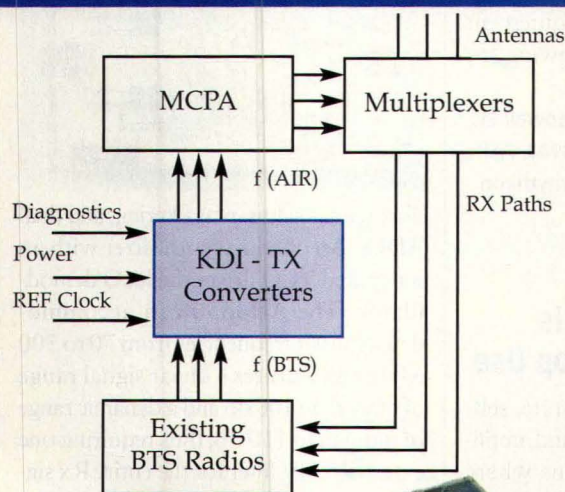 Antennas
MCPA
Multiplexers
f (AIR)
RX Paths
Diagnostics
Power
REF Clock
KDI - TX
Converters
f (BTS)
Existing
BTS Radios